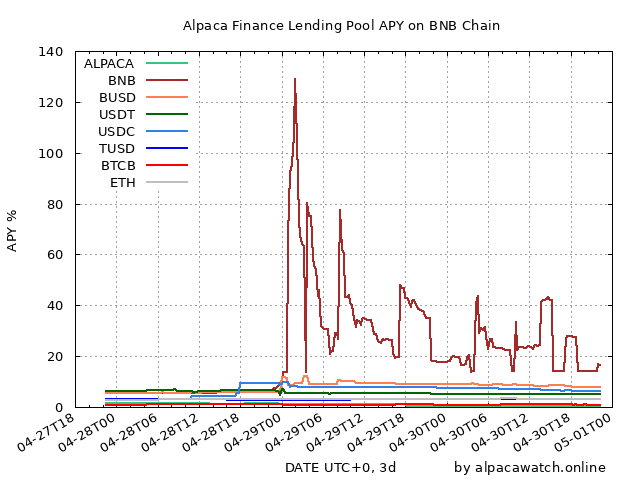 Alpaca Finance Lending Pool APY on BNB Chain
140
120
100
80
60
40
20
0
APY %
ALPACA
BNB
BUSD
USDT
USDC
TUSD
BTCB
ETH
04-27T18
04-28T00
04-28T06
04-28T12
04-28T18
04-29T00
04-29T06
04-29T12
04-29T18
04-30T00
04-30T06
04-30T12
04-30T18
05-01T00
DATE UTC+0, 3d
by alpacawatch.online